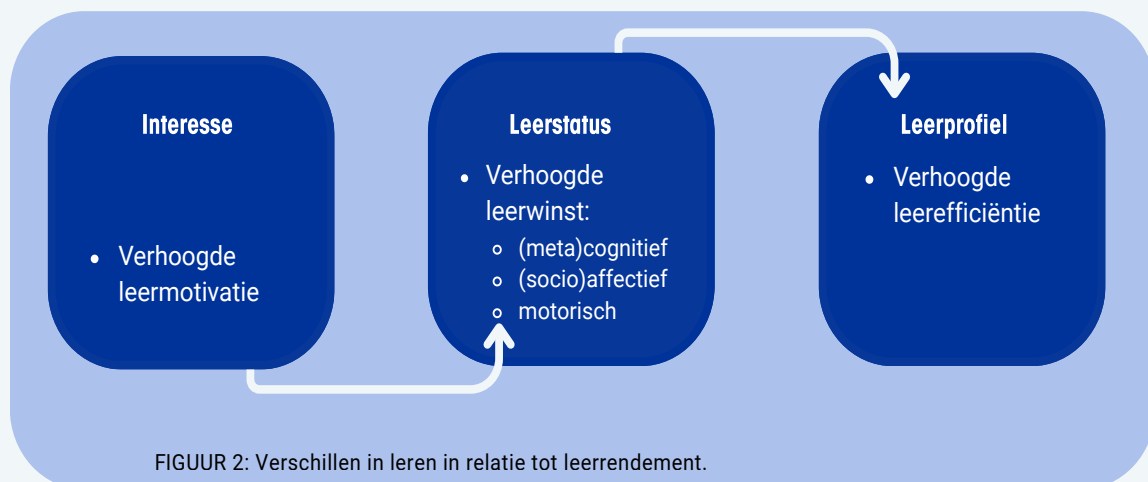 Interesse
• Verhoogde
leermotivatie
Leerstatus
• Verhoogde
leerwinst:
○ (meta)cognitief
○ (socio)affectief
○ motorisch
Leerprofiel
• Verhoogde
leerefficiëntie
FIGUUR 2: Verschillen in leren in relatie tot leerrendement.